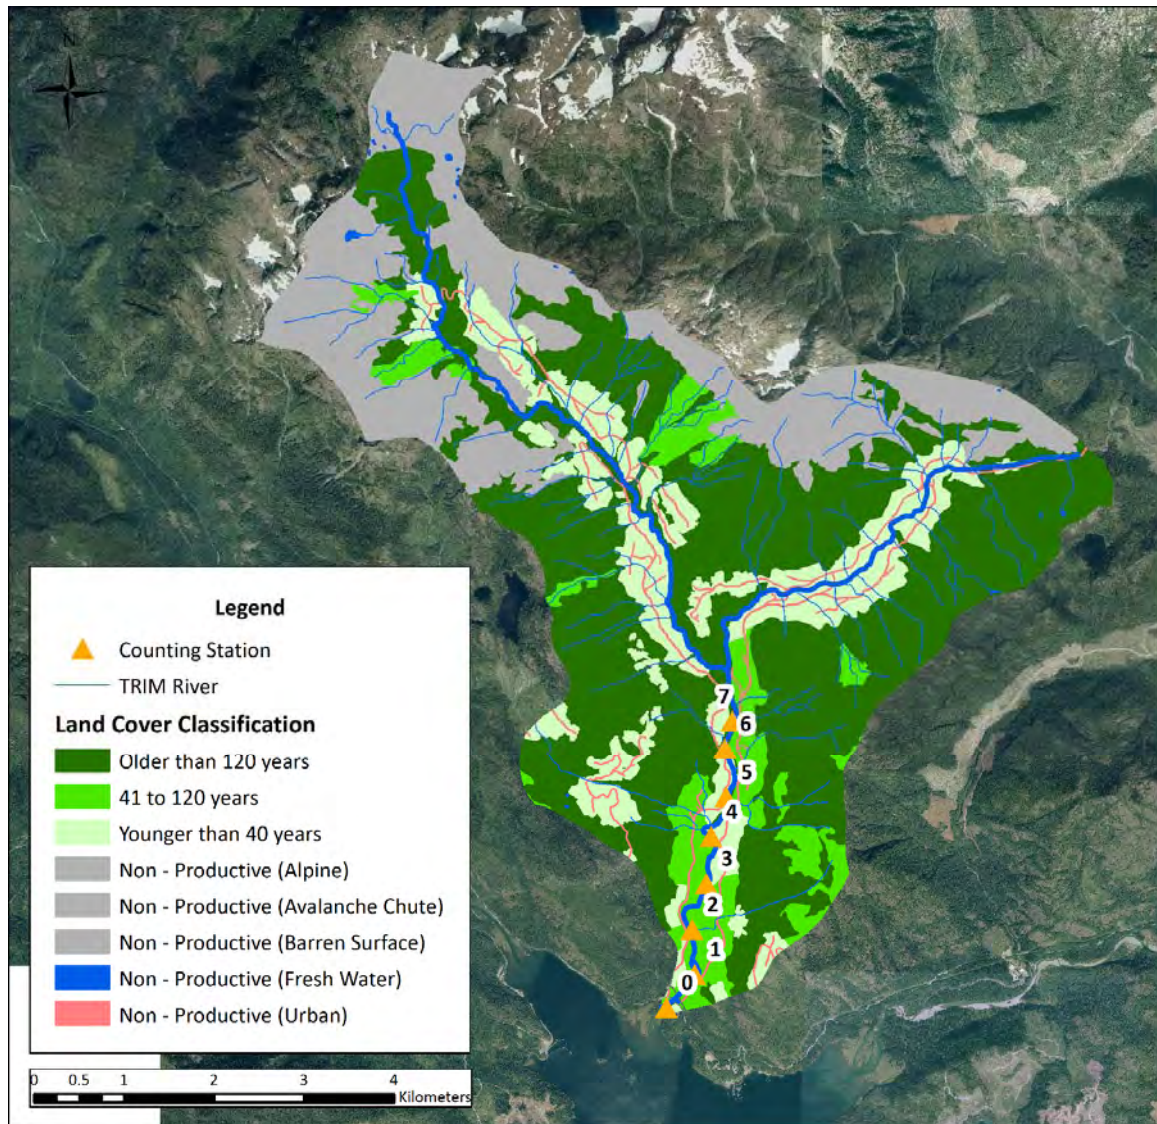 N
7
6
5
4
3
2
1
0
Legend
Counting Station
TRIM River
Land Cover Classification
Older than 120 years
41 to 120 years
Younger than 40 years
Non - Productive (Alpine)
Non - Productive (Avalanche Chute)
Non - Productive (Barren Surface)
Non - Productive (Fresh Water)
Non - Productive (Urban)
0 0.5 1 2 3 4
Kilometers